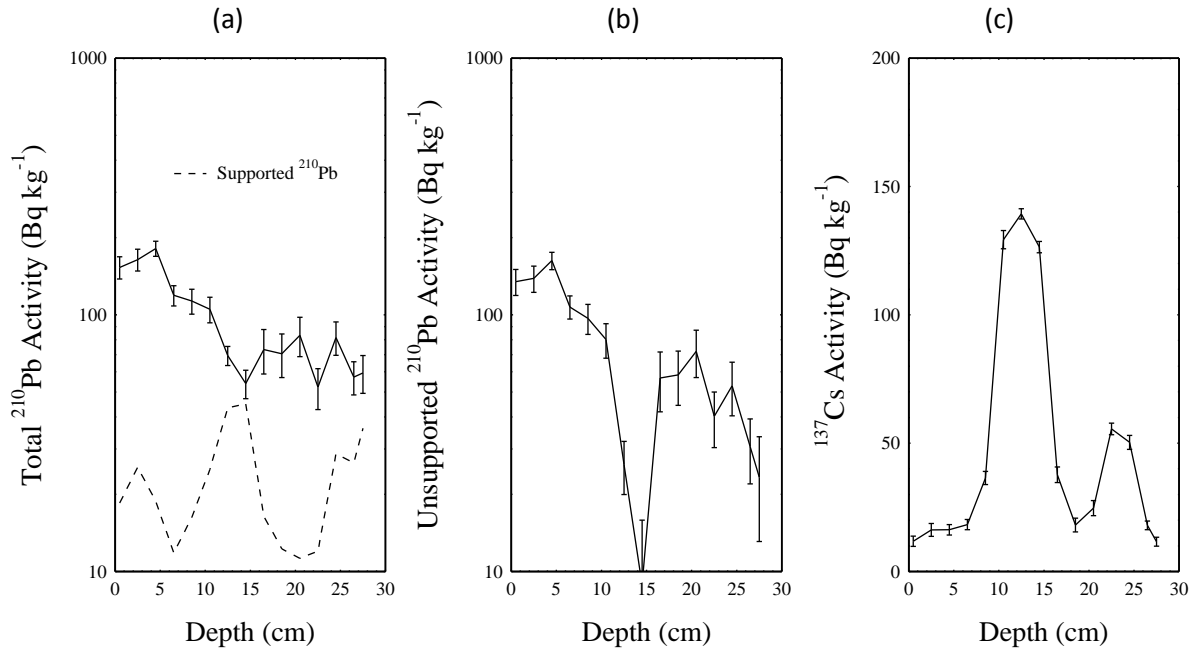 (a)
Total ²¹⁰Pb Activity (Bq kg⁻¹)
1000
100
10
Supported ²¹⁰Pb
0 5 10 15 20 25 30
Depth (cm)
(b)
Unsupported ²¹⁰Pb Activity (Bq kg⁻¹)
1000
100
10
0 5 10 15 20 25 30
Depth (cm)
(c)
¹³⁷Cs Activity (Bq kg⁻¹)
200
150
100
50
0
0 5 10 15 20 25 30
Depth (cm)